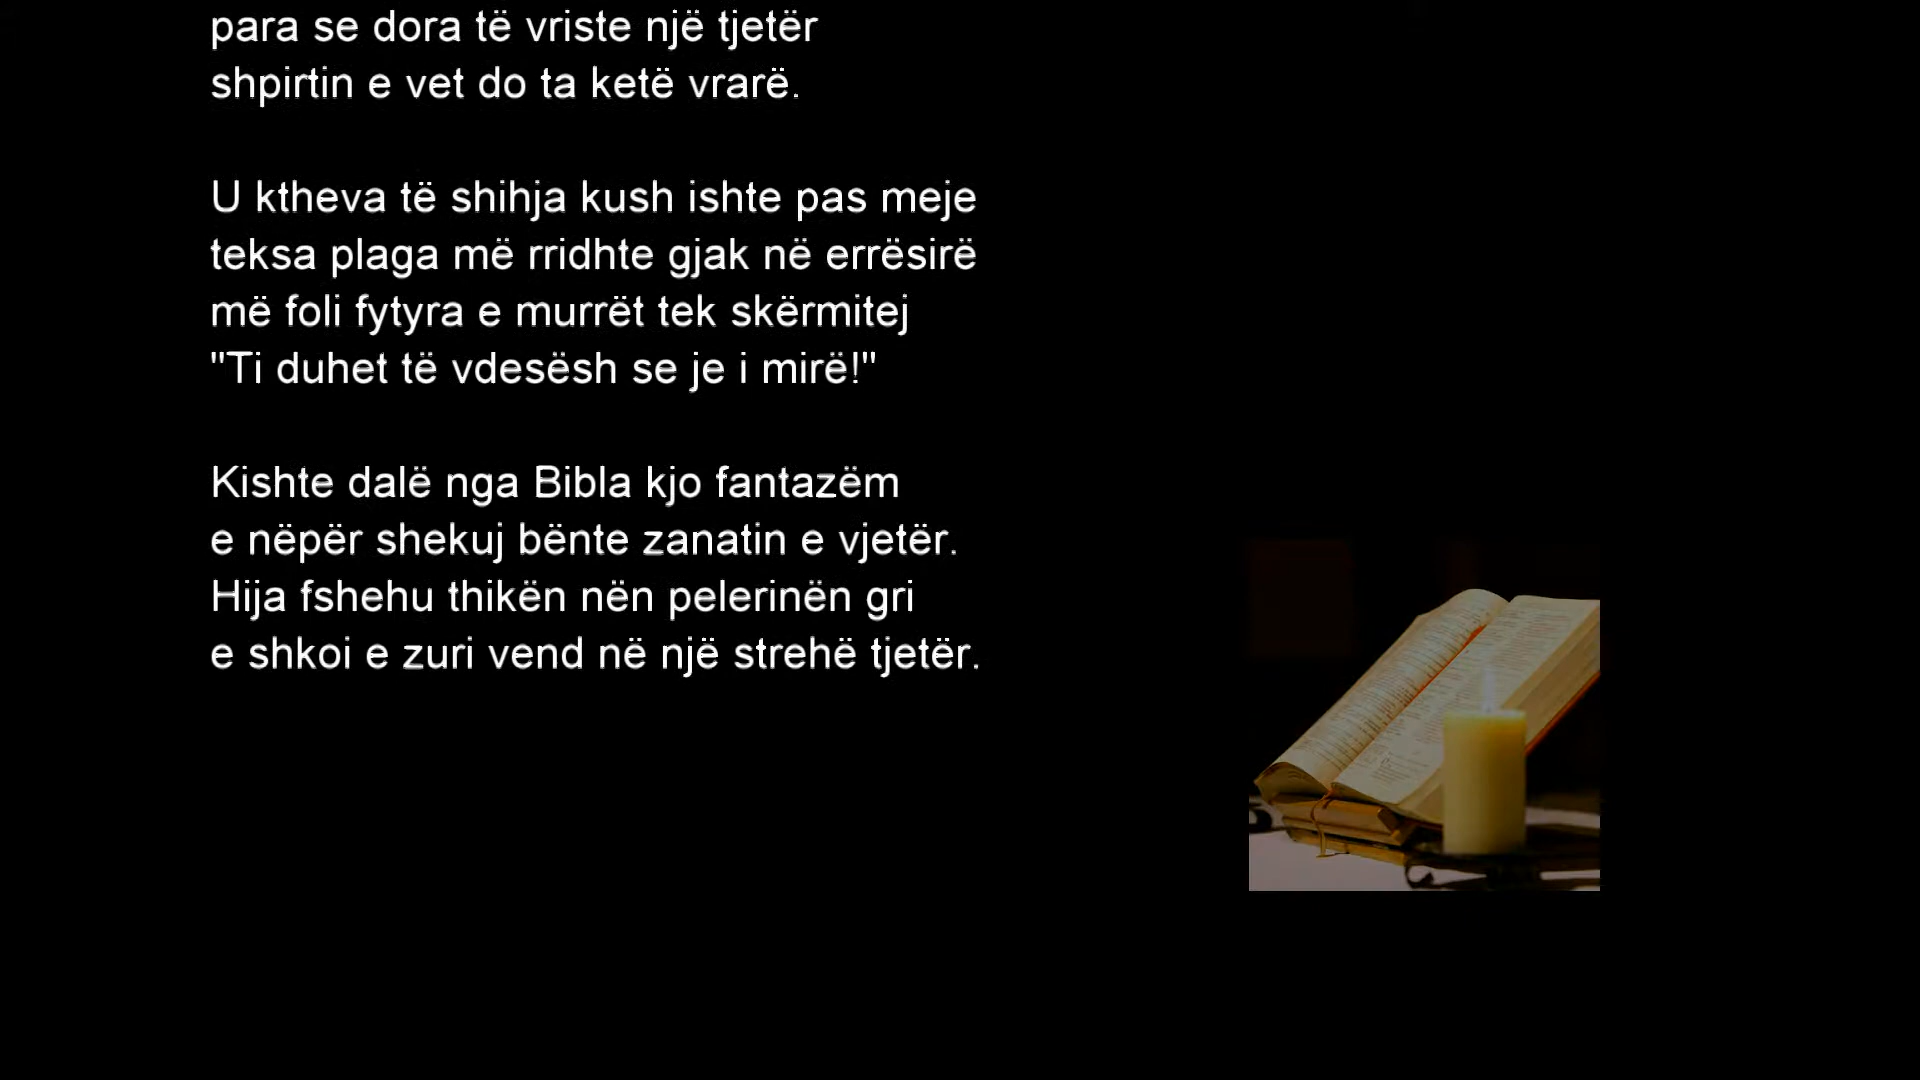 para se dora të vriste një tjetër
shpirtin e vet do ta ketë vrarë.
U ktheva të shihja kush ishte pas meje
teksa plaga më rridhte gjak në errësirë
më foli fytyra e murrët tek skërmitej
"Ti duhet të vdesësh se je i mirë!"
Kishte dalë nga Bibla kjo fantazëm
e nëpër shekuj bënte zanatin e vjetër.
Hija fshehu thikën nën pelerinën gri
e shkoi e zuri vend në një strehë tjetër.